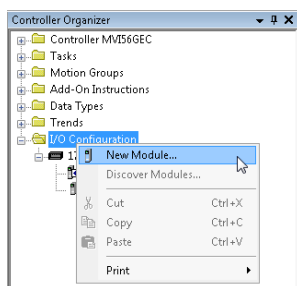 Controller Organizer
Controller MVI56GEC
Tasks
Motion Groups
Add-On Instructions
Data Types
Trends
I/O Configuration
New Module...
Discover Modules...
Cut Ctrl+X
Copy Ctrl+C
Paste Ctrl+V
Print